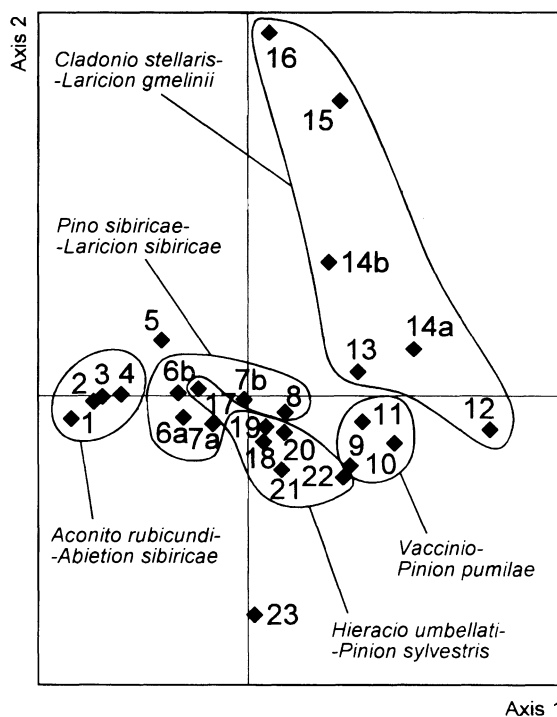 Axis 2
Cladonio stellaris-
-Laricion gmelinii
16
15
Pino sibiricae-
-Laricion sibiricae
14b
14a
5
13
2 3 4
6b
7b
8
1
17
11
12
6a
7a
19
20
10
18
9
21
22
Aconito rubicundi-
-Abietion sibiricae
Vaccinio-
-Pinion pumilae
23
Hieracio umbellati-
-Pinion sylvestris
Axis 1